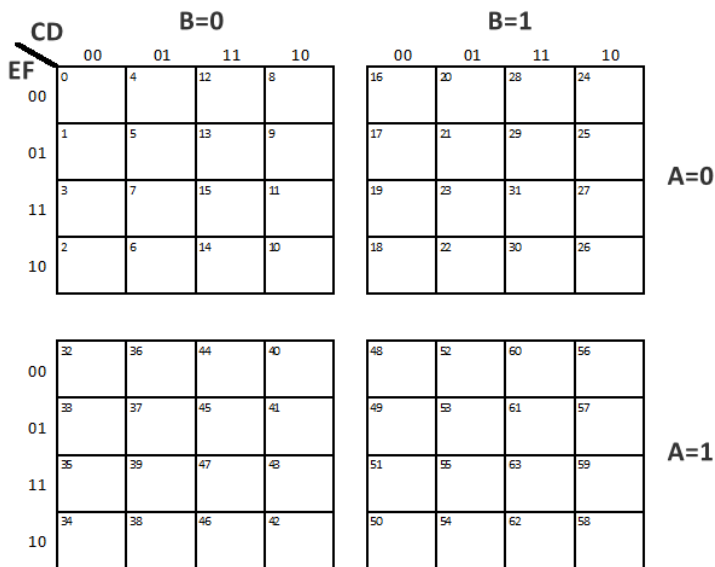 B=0 B=1
CD
00 01 11 10 00 01 11 10
EF
00 0 4 12 8 16 20 28 24
01 1 5 13 9 17 21 29 25
A=0
11 3 7 15 11 19 23 31 27
10 2 6 14 10 18 22 30 26
00 32 36 44 40 48 52 60 56
01 33 37 45 41 49 53 61 57
A=1
11 35 39 47 43 51 55 63 59
10 34 38 46 42 50 54 62 58